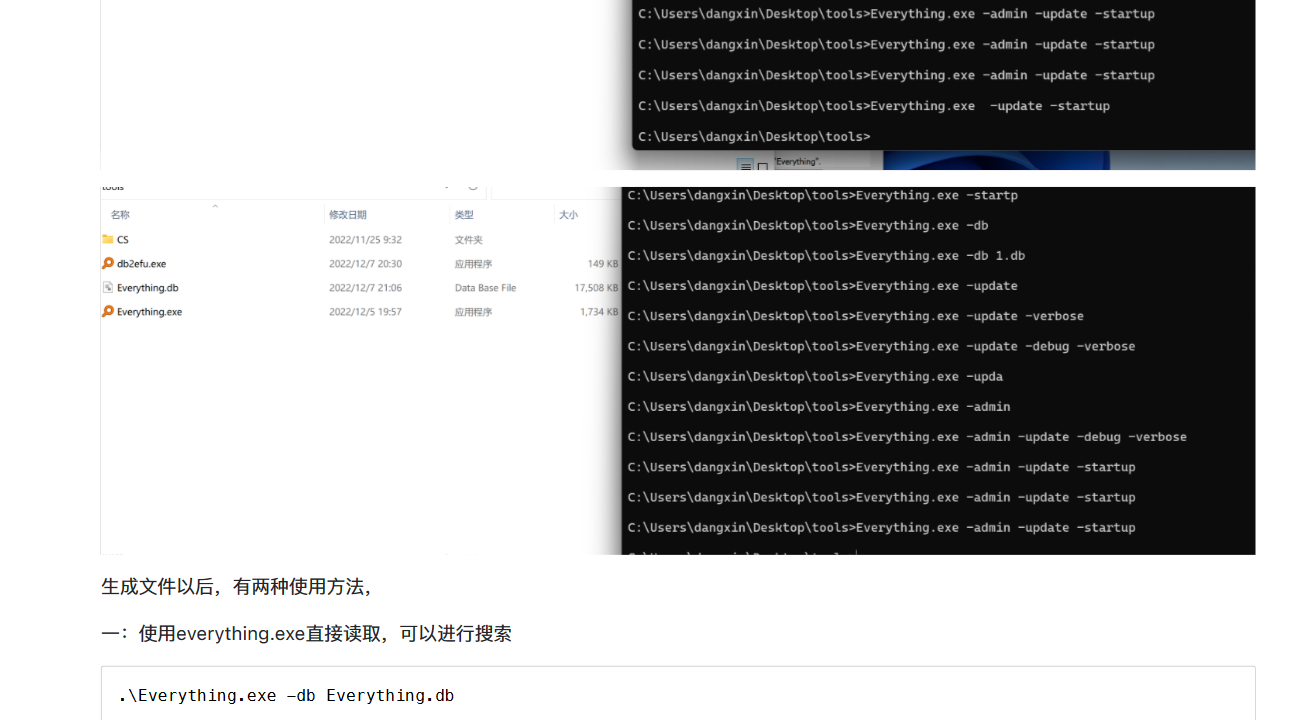 C:\Users\dangxin\Desktop\tools>Everything.exe -admin -update -startup
C:\Users\dangxin\Desktop\tools>Everything.exe -admin -update -startup
C:\Users\dangxin\Desktop\tools>Everything.exe -admin -update -startup
C:\Users\dangxin\Desktop\tools>Everything.exe  -update -startup
C:\Users\dangxin\Desktop\tools>
"Everything".
tools
名称 修改日期 类型 大小
CS 2022/11/25 9:32 文件夹
db2efu.exe 2022/12/7 20:30 应用程序 149 KB
Everything.db 2022/12/7 21:06 Data Base File 17,508 KB
Everything.exe 2022/12/5 19:57 应用程序 1,734 KB
C:\Users\dangxin\Desktop\tools>Everything.exe -startp
C:\Users\dangxin\Desktop\tools>Everything.exe -db
C:\Users\dangxin\Desktop\tools>Everything.exe -db 1.db
C:\Users\dangxin\Desktop\tools>Everything.exe -update
C:\Users\dangxin\Desktop\tools>Everything.exe -update -verbose
C:\Users\dangxin\Desktop\tools>Everything.exe -update -debug -verbose
C:\Users\dangxin\Desktop\tools>Everything.exe -upda
C:\Users\dangxin\Desktop\tools>Everything.exe -admin
C:\Users\dangxin\Desktop\tools>Everything.exe -admin -update -debug -verbose
C:\Users\dangxin\Desktop\tools>Everything.exe -admin -update -startup
C:\Users\dangxin\Desktop\tools>Everything.exe -admin -update -startup
C:\Users\dangxin\Desktop\tools>Everything.exe -admin -update -startup
生成文件以后，有两种使用方法，
一：使用everything.exe直接读取，可以进行搜索
.\Everything.exe -db Everything.db